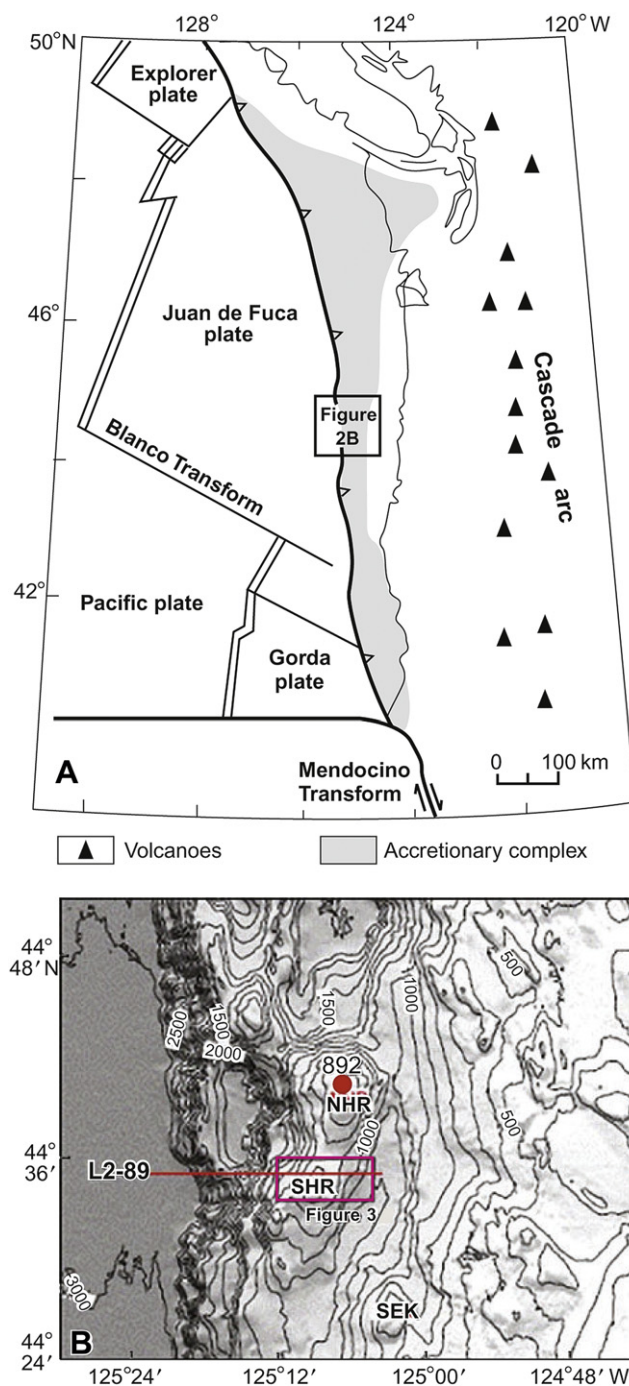 128°
124°
120°W
50°N
Explorer
plate
Juan de Fuca
plate
46°
Figure
2B
Cascade
arc
Blanco Transform
42°
Pacific plate
Gorda
plate
0 100 km
A
Mendocino
Transform
Volcanoes
Accretionary complex
44°
48′N
2500
1500
2000
1500
1000
500
892
NHR
1000
500
44°
36′
L2-89
SHR
Figure 3
3000
SEK
B
44°
24′
125°24′
125°12′
125°00′
124°48′